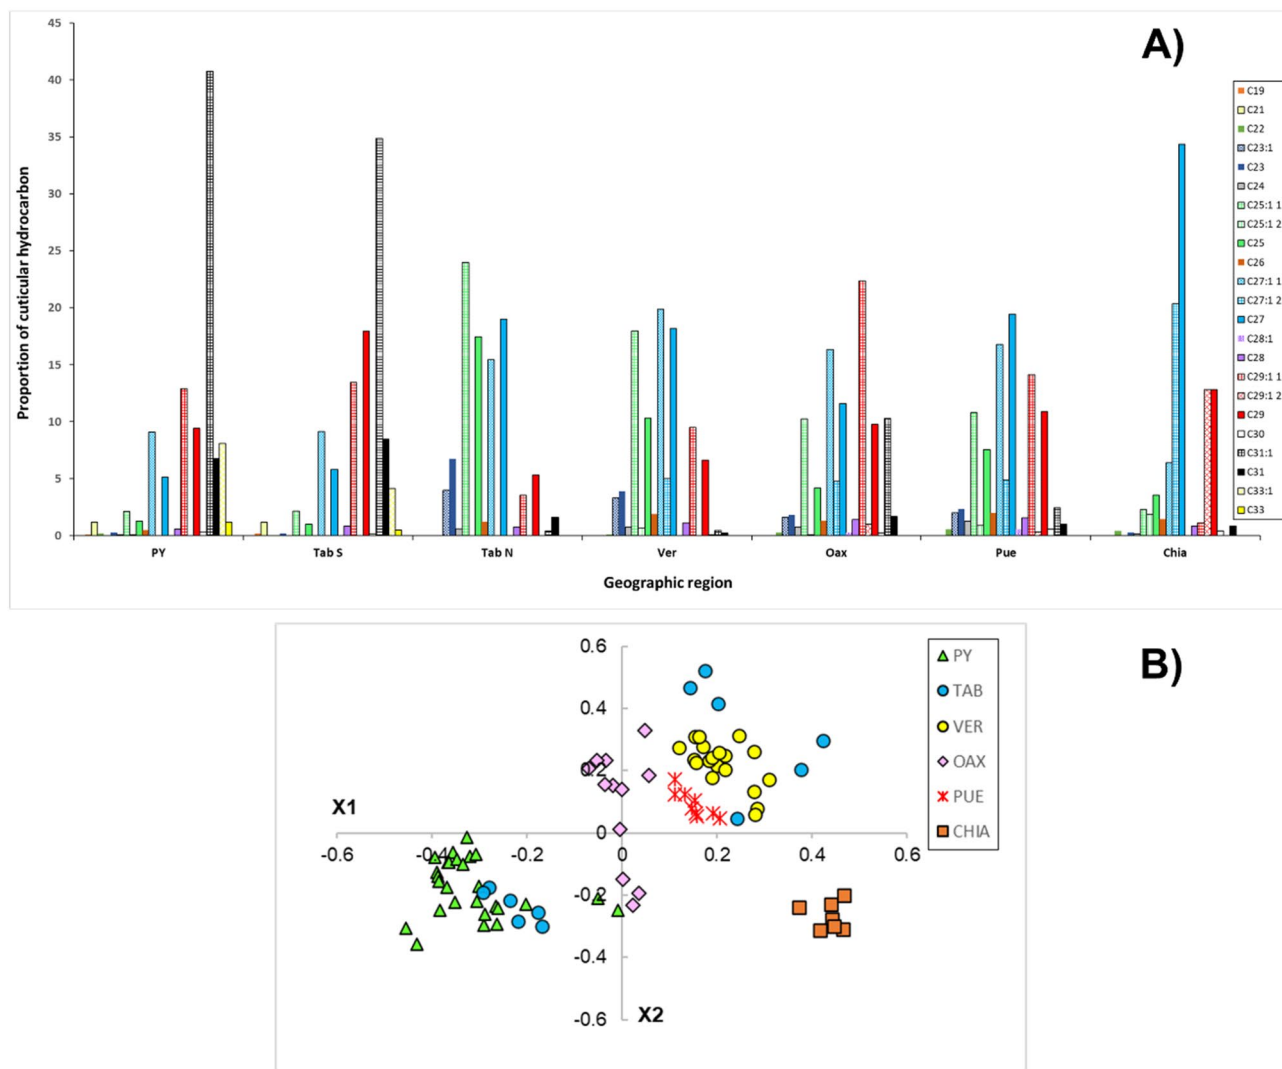 A)
Proportion of cuticular hydrocarbon
45
40
35
30
25
20
15
10
5
0
PY
Tab S
Tab N
Ver
Oax
Pue
Chia
Geographic region
C19
C21
C22
C23:1
C23
C24
C25:1 1
C25:1 2
C25
C26
C27:1 1
C27:1 2
C27
C28:1
C28
C29:1 1
C29:1 2
C29
C30
C31:1
C31
C33:1
C33
B)
0.6
0.4
0.2
0
-0.2
-0.4
-0.6
X1
-0.6
-0.4
-0.2
0
0.2
0.4
0.6
X2
PY
TAB
VER
OAX
PUE
CHIA